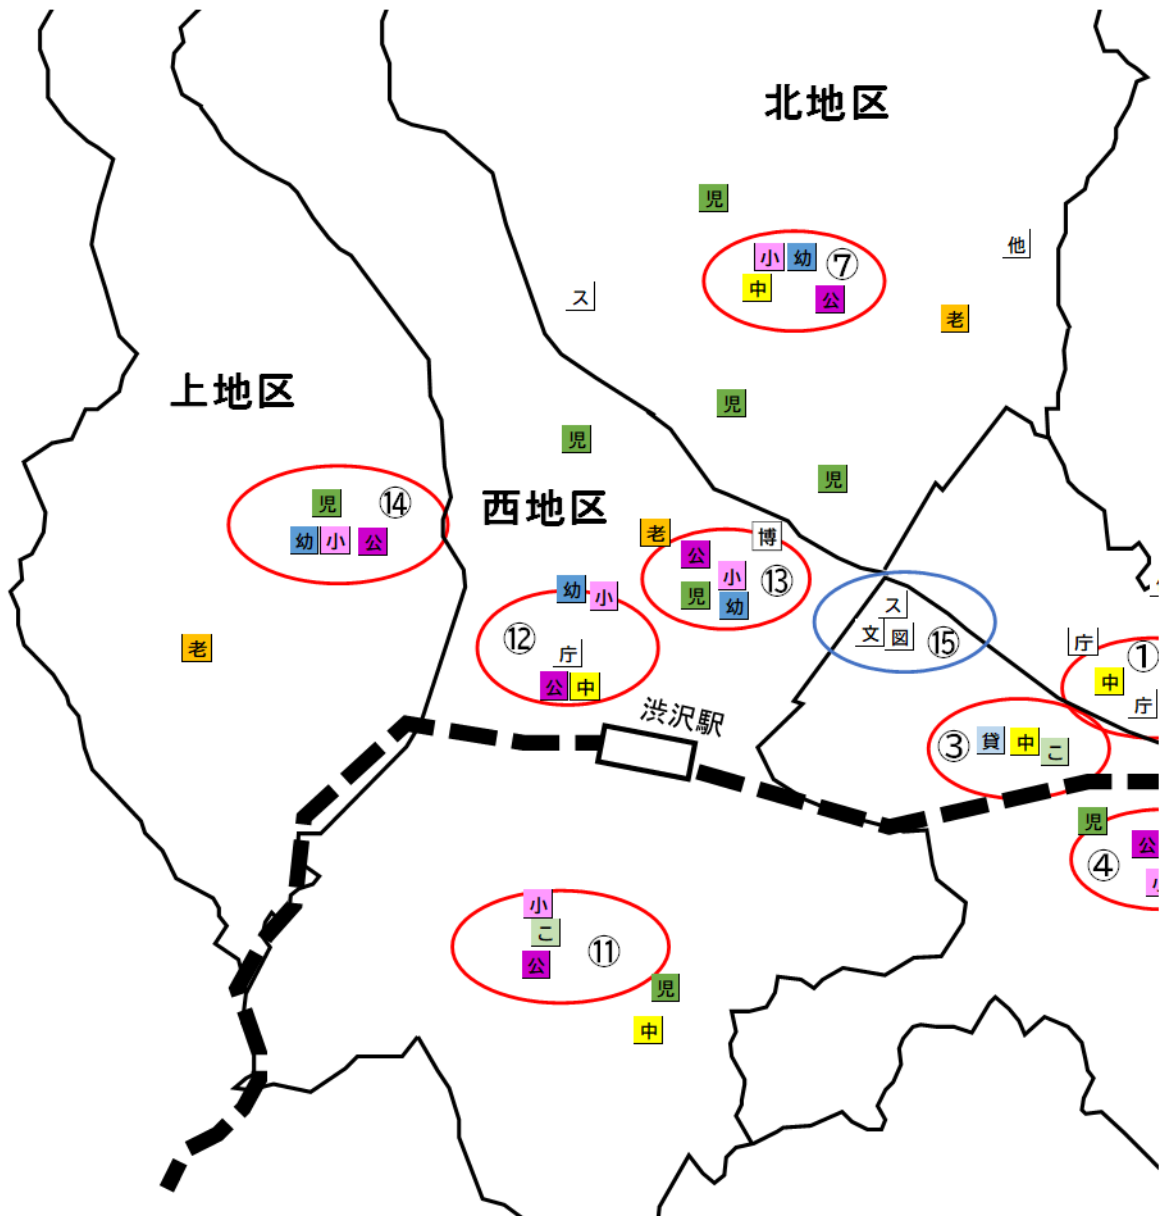 北地区
児
小 幼 ⑦
中 公
他
ス
老
上地区
児
児
児
西地区
児 ⑭
幼 小 公
老 博
公 小 ⑬
児 幼
幼 小
⑫ 庁
公 中
ス
文 図 ⑮
老
庁 ①
中 庁
渋沢駅
③ 貸 中 こ
児 公
④ 小
小
こ ⑪
公
児
中